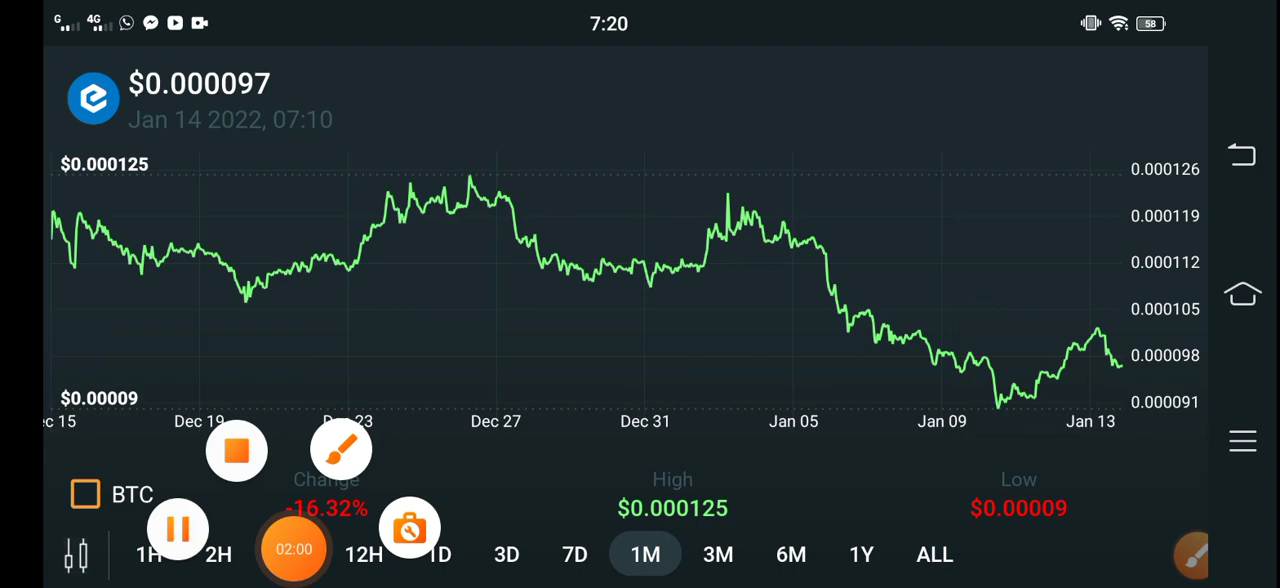 G 4G 7:20 58
$0.000097
Jan 14 2022, 07:10
$0.000125 0.000126
0.000119
0.000112
0.000105
0.000098
$0.00009 0.000091
c 15 Dec 19 Dec 23 Dec 27 Dec 31 Jan 05 Jan 09 Jan 13
BTC Change High Low
-16.32% $0.000125 $0.00009
1H 2H 02:00 12H 1D 3D 7D 1M 3M 6M 1Y ALL